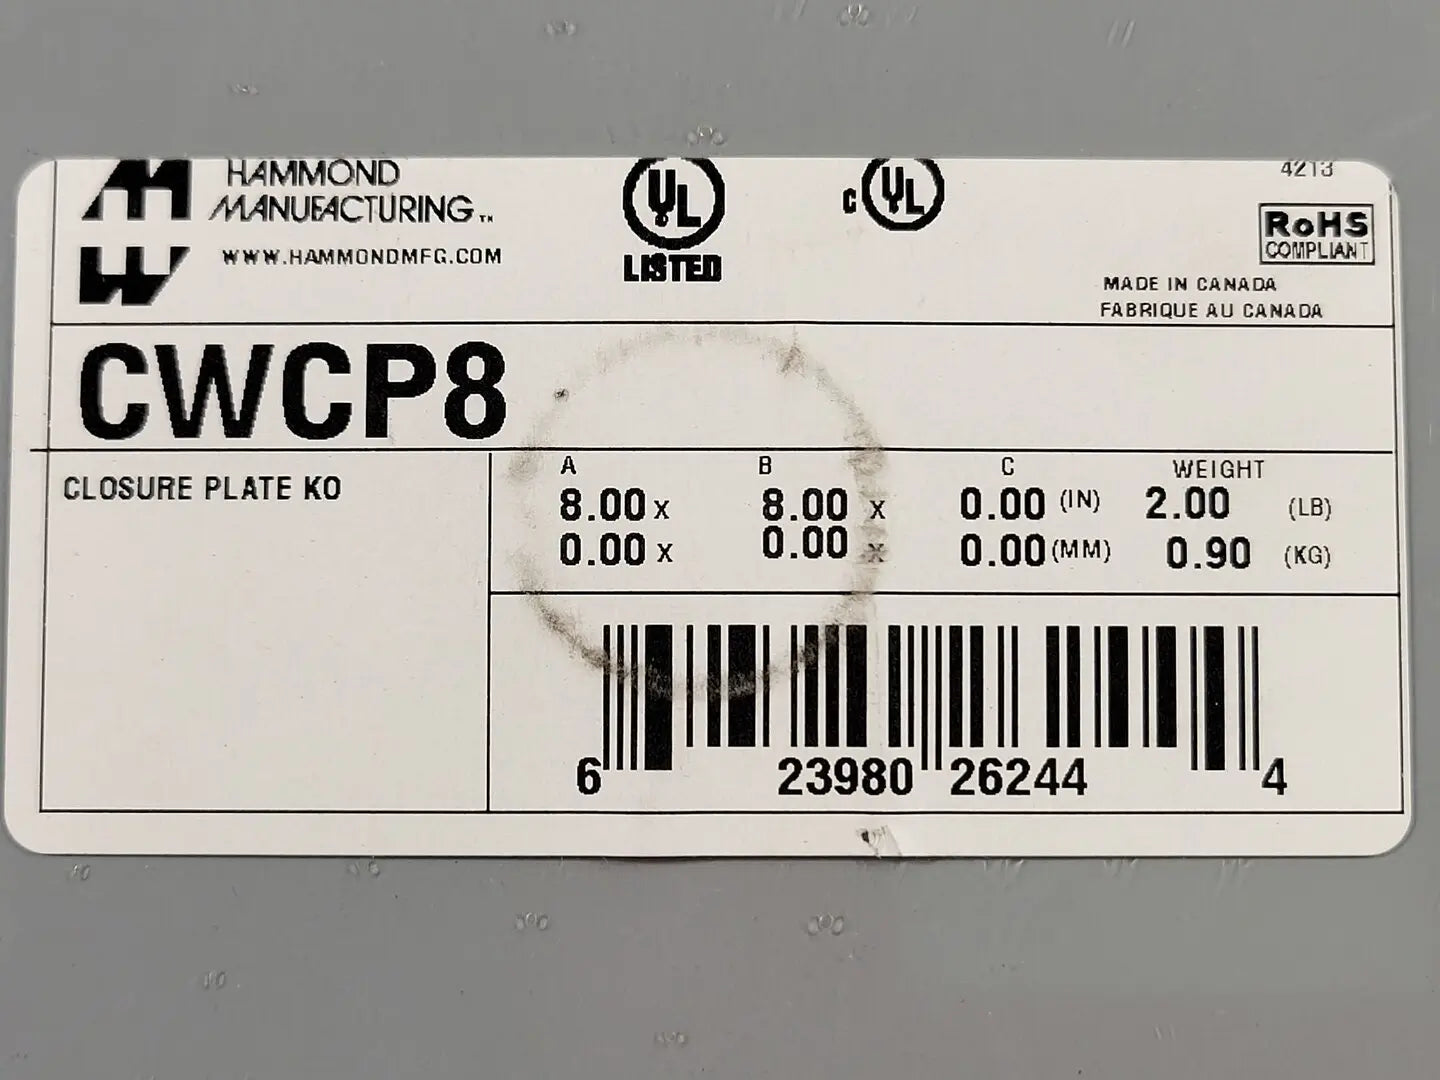 HAMMOND
MANUFACTURING™
WWW.HAMMONDMFG.COM
UL
LISTED
C UL
4213
RoHS
COMPLIANT
MADE IN CANADA
FABRIQUE AU CANADA
CWCP8
CLOSURE PLATE KO
A B C WEIGHT
8.00 X 8.00 X 0.00 (IN) 2.00 (LB)
0.00 X 0.00 X 0.00 (MM) 0.90 (KG)
6 23980 26244 4